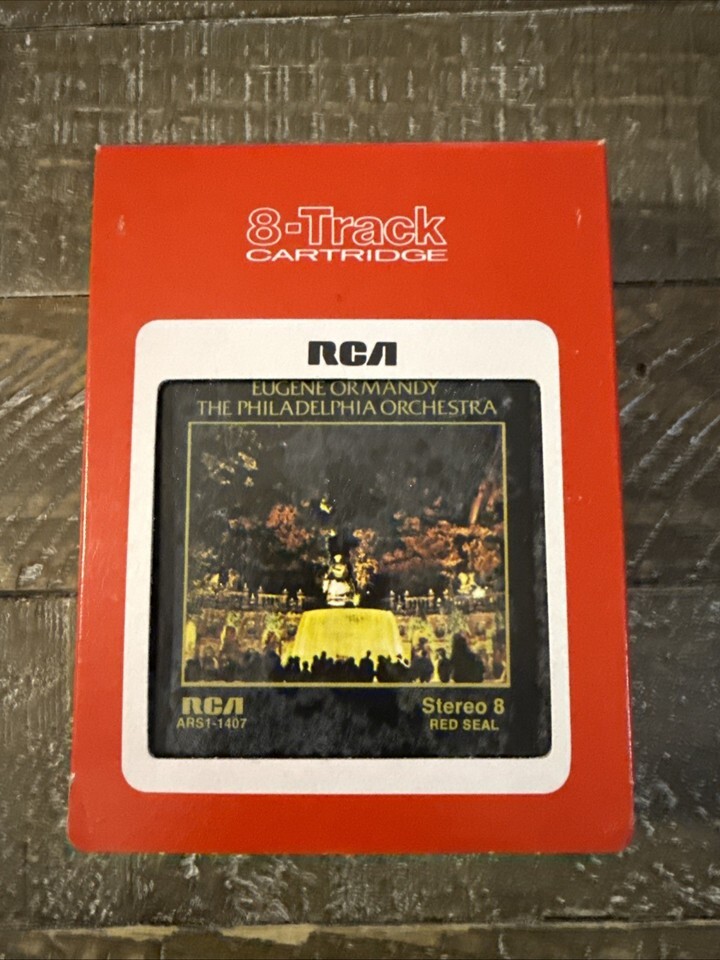 8-Track
CARTRIDGE
RCA
EUGENE ORMANDY
THE PHILADELPHIA ORCHESTRA
RCA Stereo 8
ARS1-1407 RED SEAL